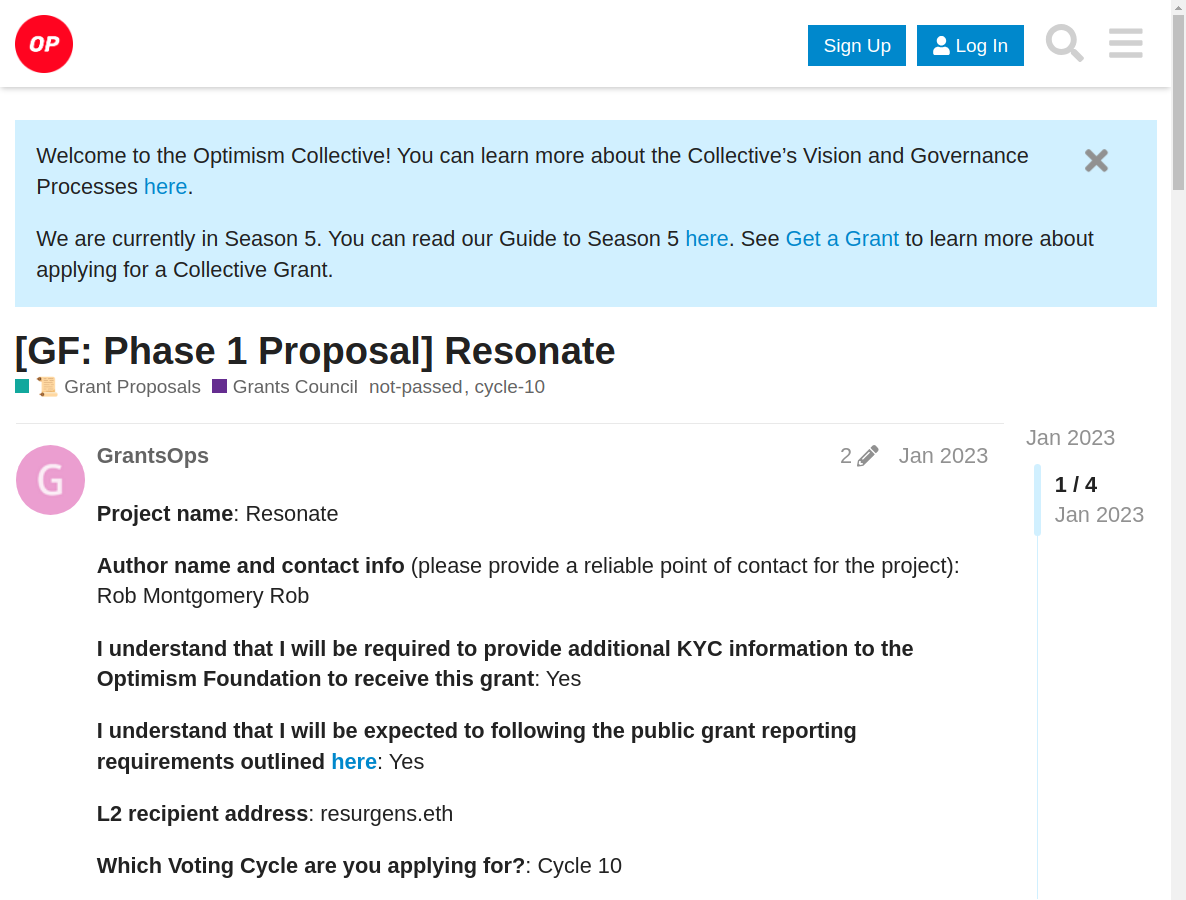 OP
Sign Up
Log In
Welcome to the Optimism Collective! You can learn more about the Collective’s Vision and Governance
Processes here.
We are currently in Season 5. You can read our Guide to Season 5 here. See Get a Grant to learn more about
applying for a Collective Grant.
[GF: Phase 1 Proposal] Resonate
Grant Proposals Grants Council not-passed, cycle-10
G
GrantsOps
2
Jan 2023
Jan 2023
1 / 4
Jan 2023
Project name: Resonate
Author name and contact info (please provide a reliable point of contact for the project):
Rob Montgomery Rob
I understand that I will be required to provide additional KYC information to the
Optimism Foundation to receive this grant: Yes
I understand that I will be expected to following the public grant reporting
requirements outlined here: Yes
L2 recipient address: resurgens.eth
Which Voting Cycle are you applying for?: Cycle 10